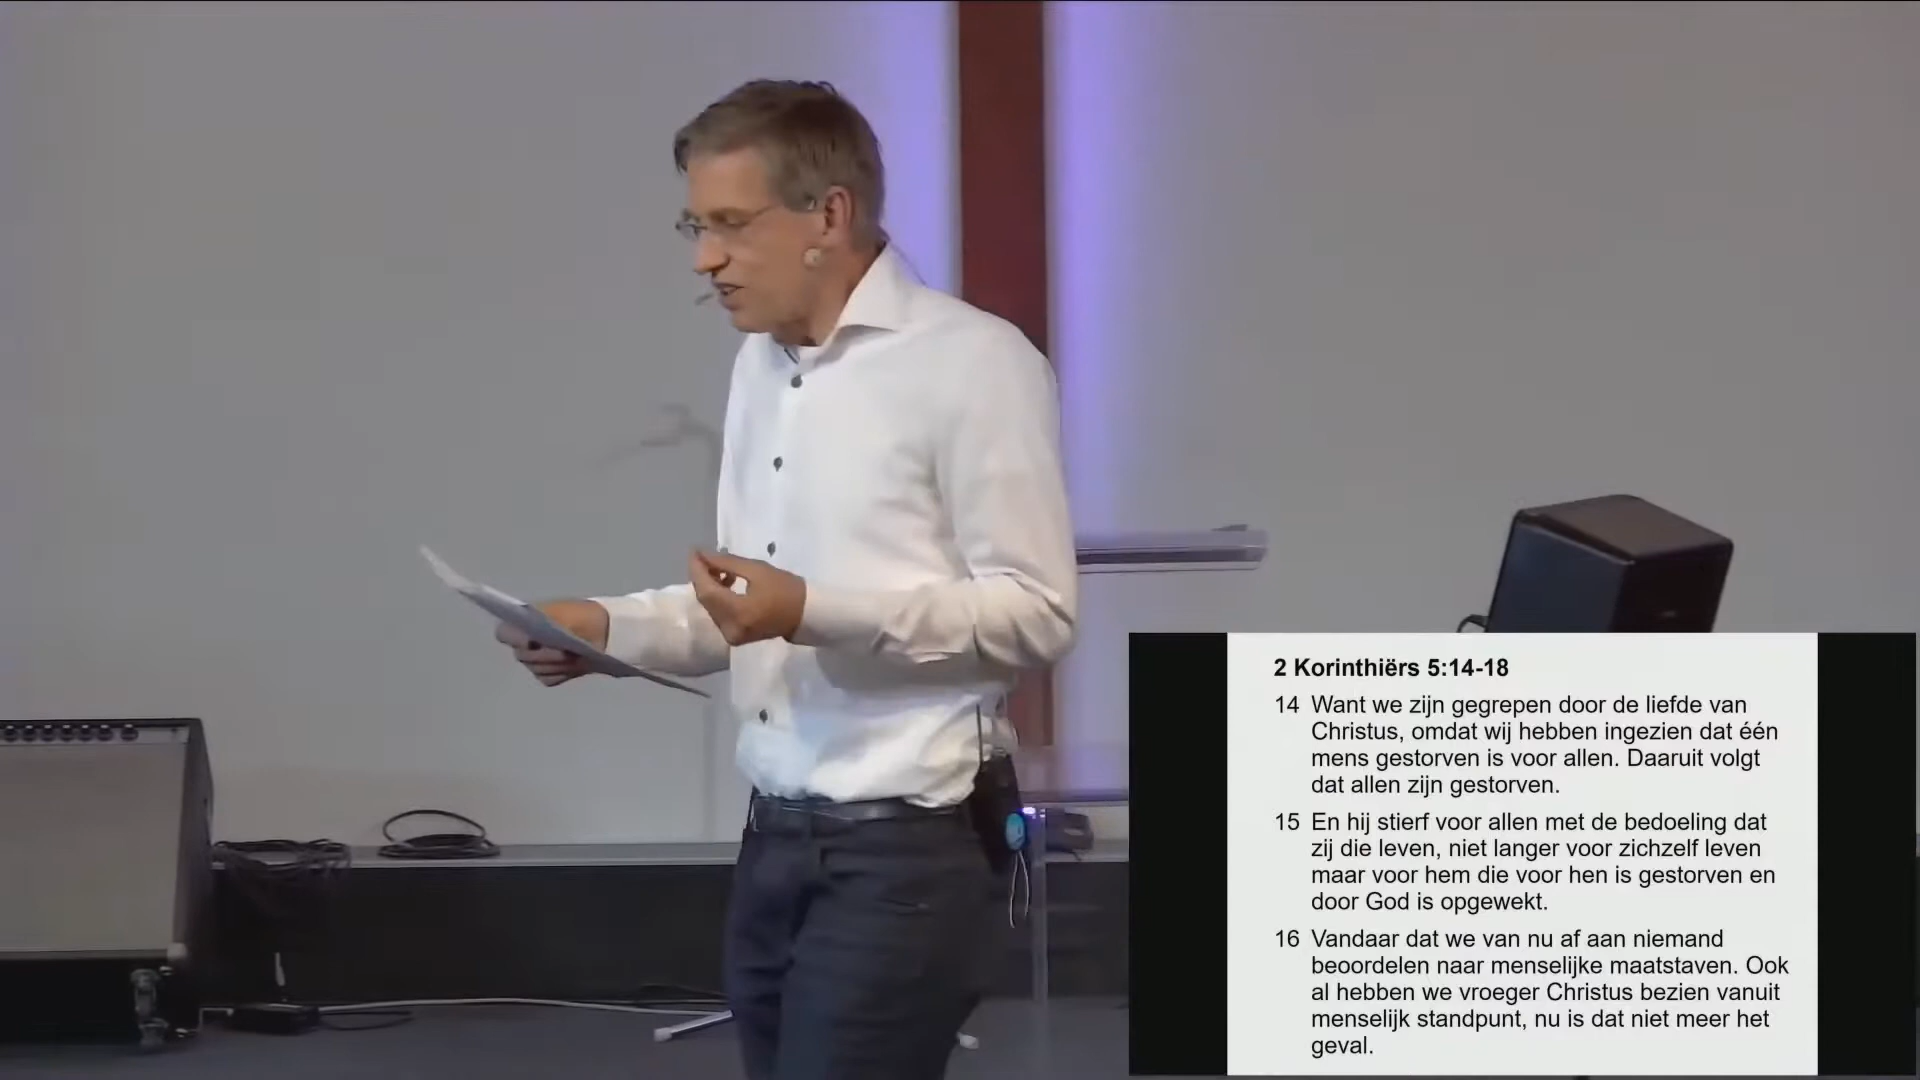 2 Korinthiërs 5:14-18
14 Want we zijn gegrepen door de liefde van
Christus, omdat wij hebben ingezien dat één
mens gestorven is voor allen. Daaruit volgt
dat allen zijn gestorven.
15 En hij stierf voor allen met de bedoeling dat
zij die leven, niet langer voor zichzelf leven
maar voor hem die voor hen is gestorven en
door God is opgewekt.
16 Vandaar dat we van nu af aan niemand
beoordelen naar menselijke maatstaven. Ook
al hebben we vroeger Christus bezien vanuit
menselijk standpunt, nu is dat niet meer het
geval.